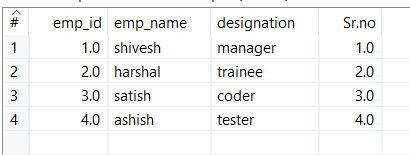 # emp_id emp_name designation Sr.no
1 1.0 shivesh manager 1.0
2 2.0 harshal trainee 2.0
3 3.0 satish coder 3.0
4 4.0 ashish tester 4.0